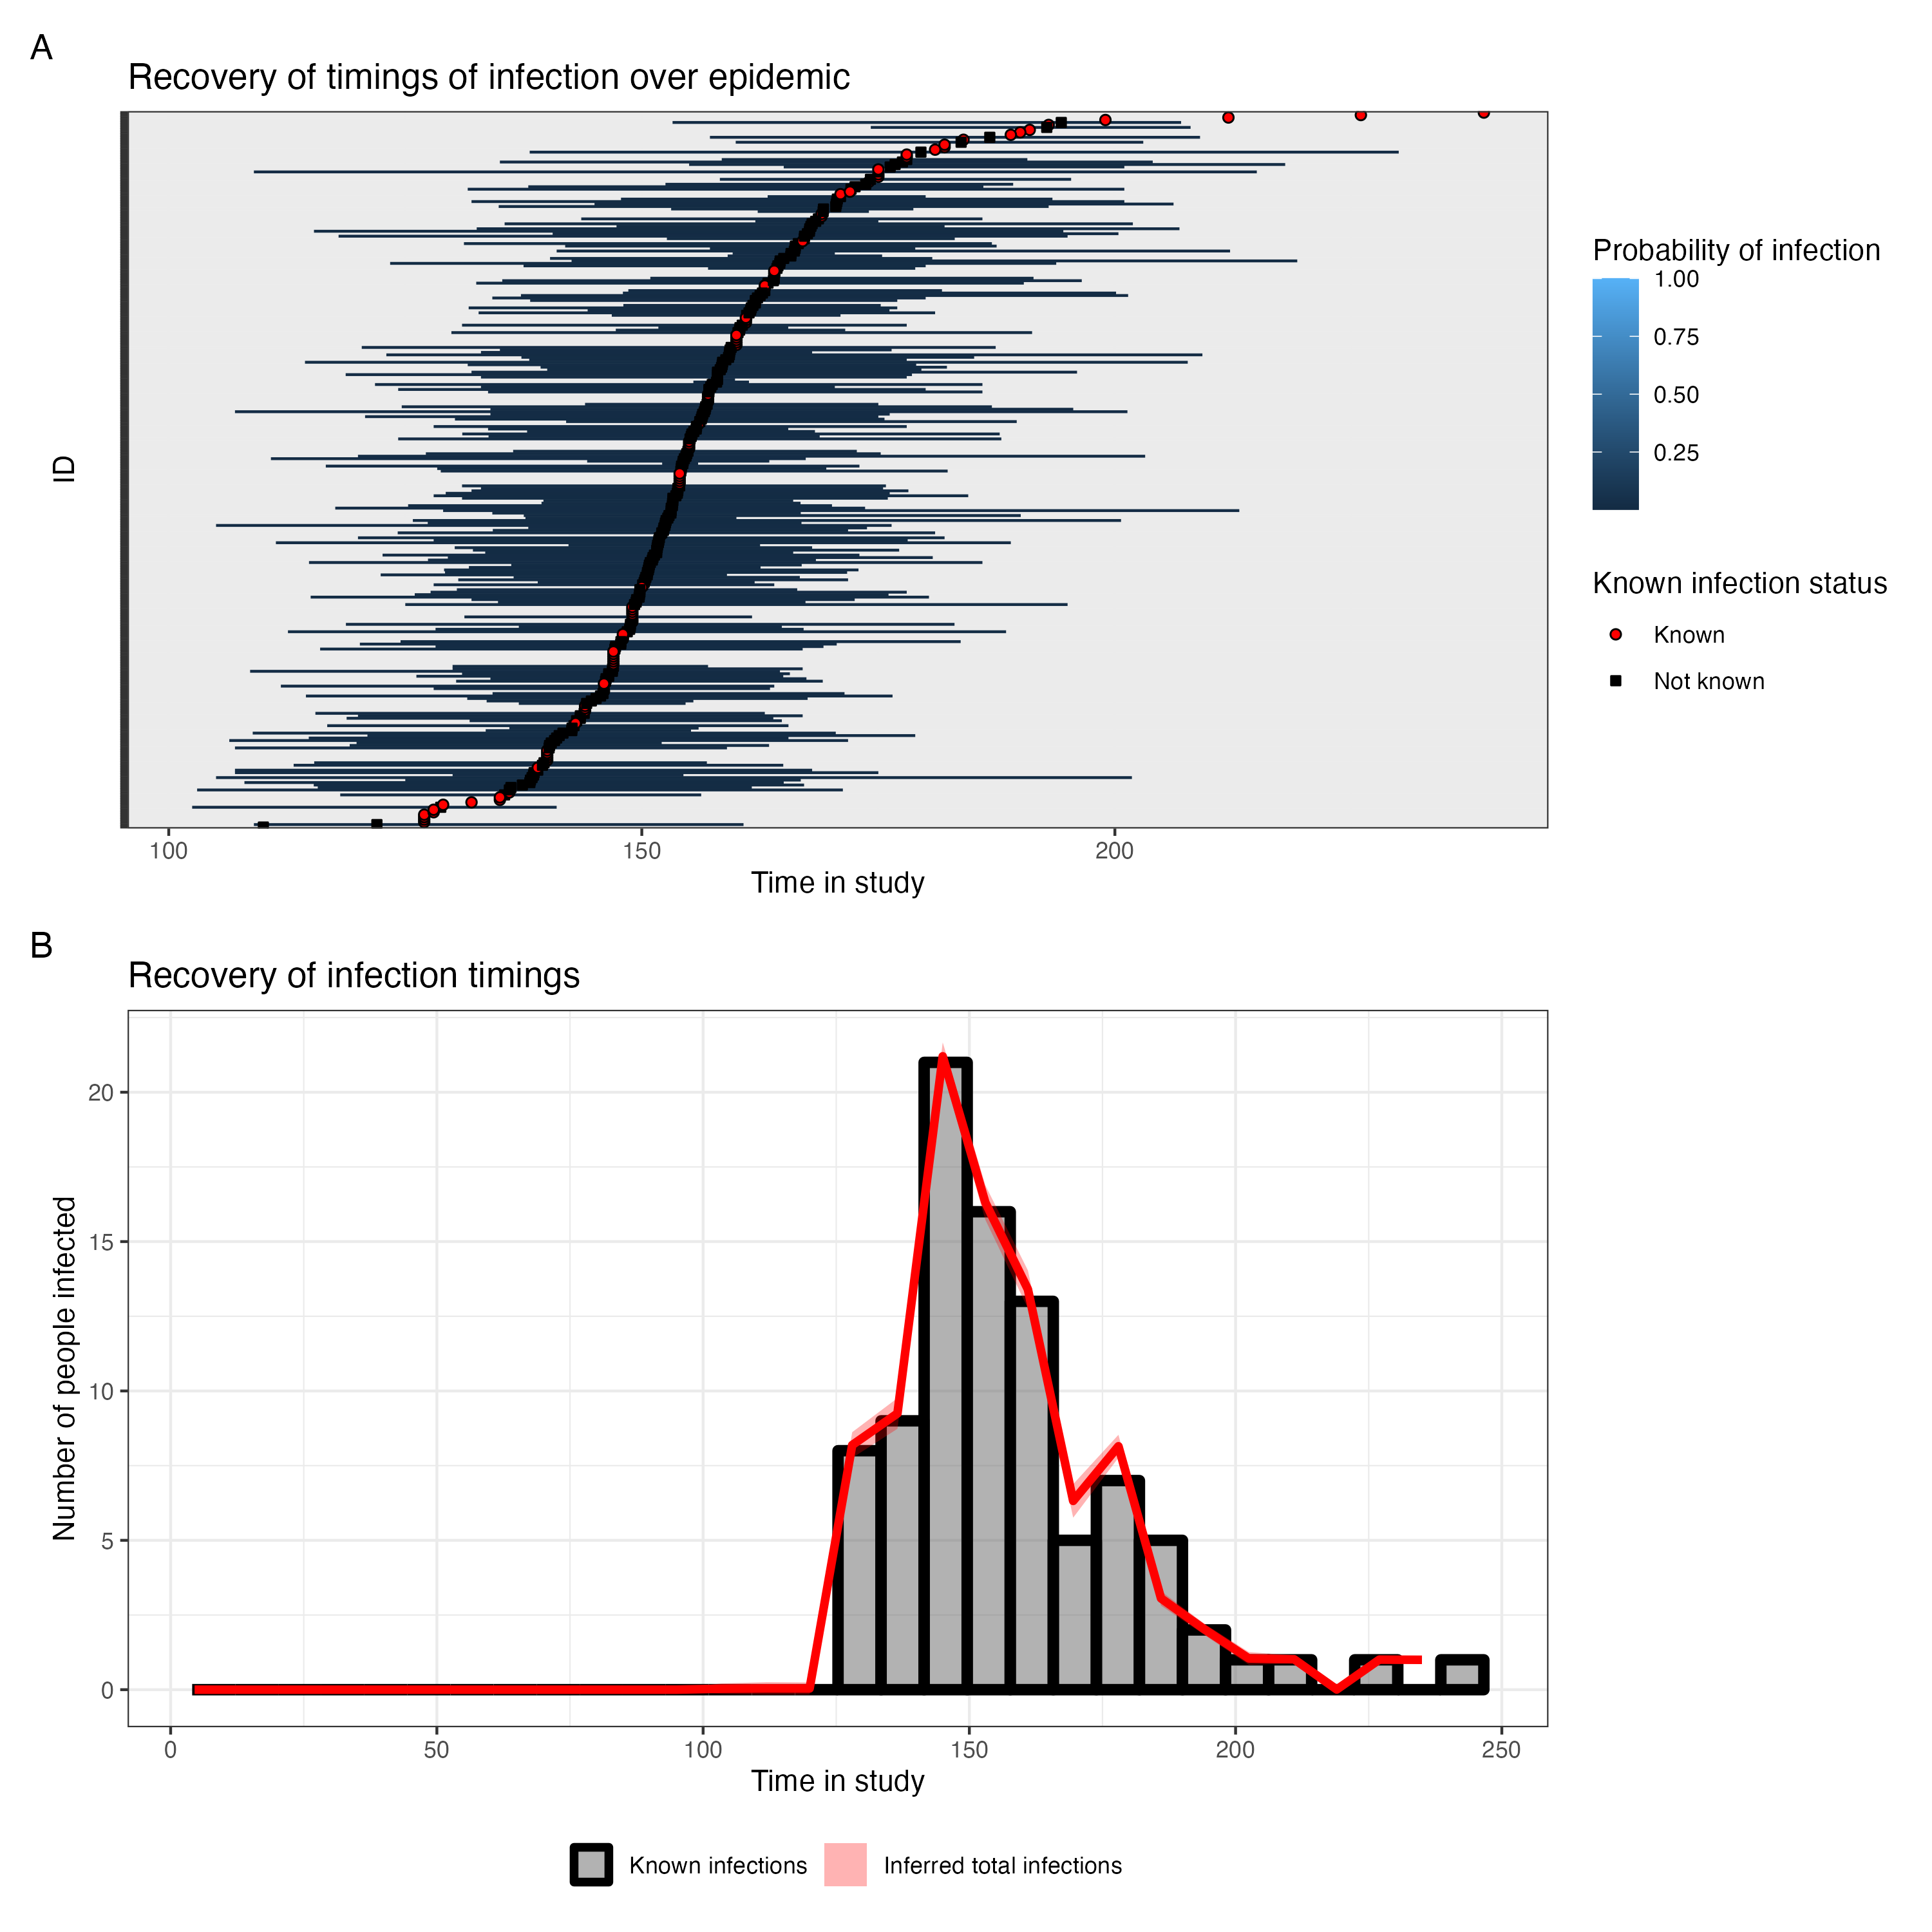 A
Recovery of timings of infection over epidemic
ID
100 150 200
Time in study
Probability of infection
1.00
0.75
0.50
0.25
Known infection status
Known
Not known
B
Recovery of infection timings
Number of people infected
20
15
10
5
0
0 50 100 150 200 250
Time in study
Known infections Inferred total infections